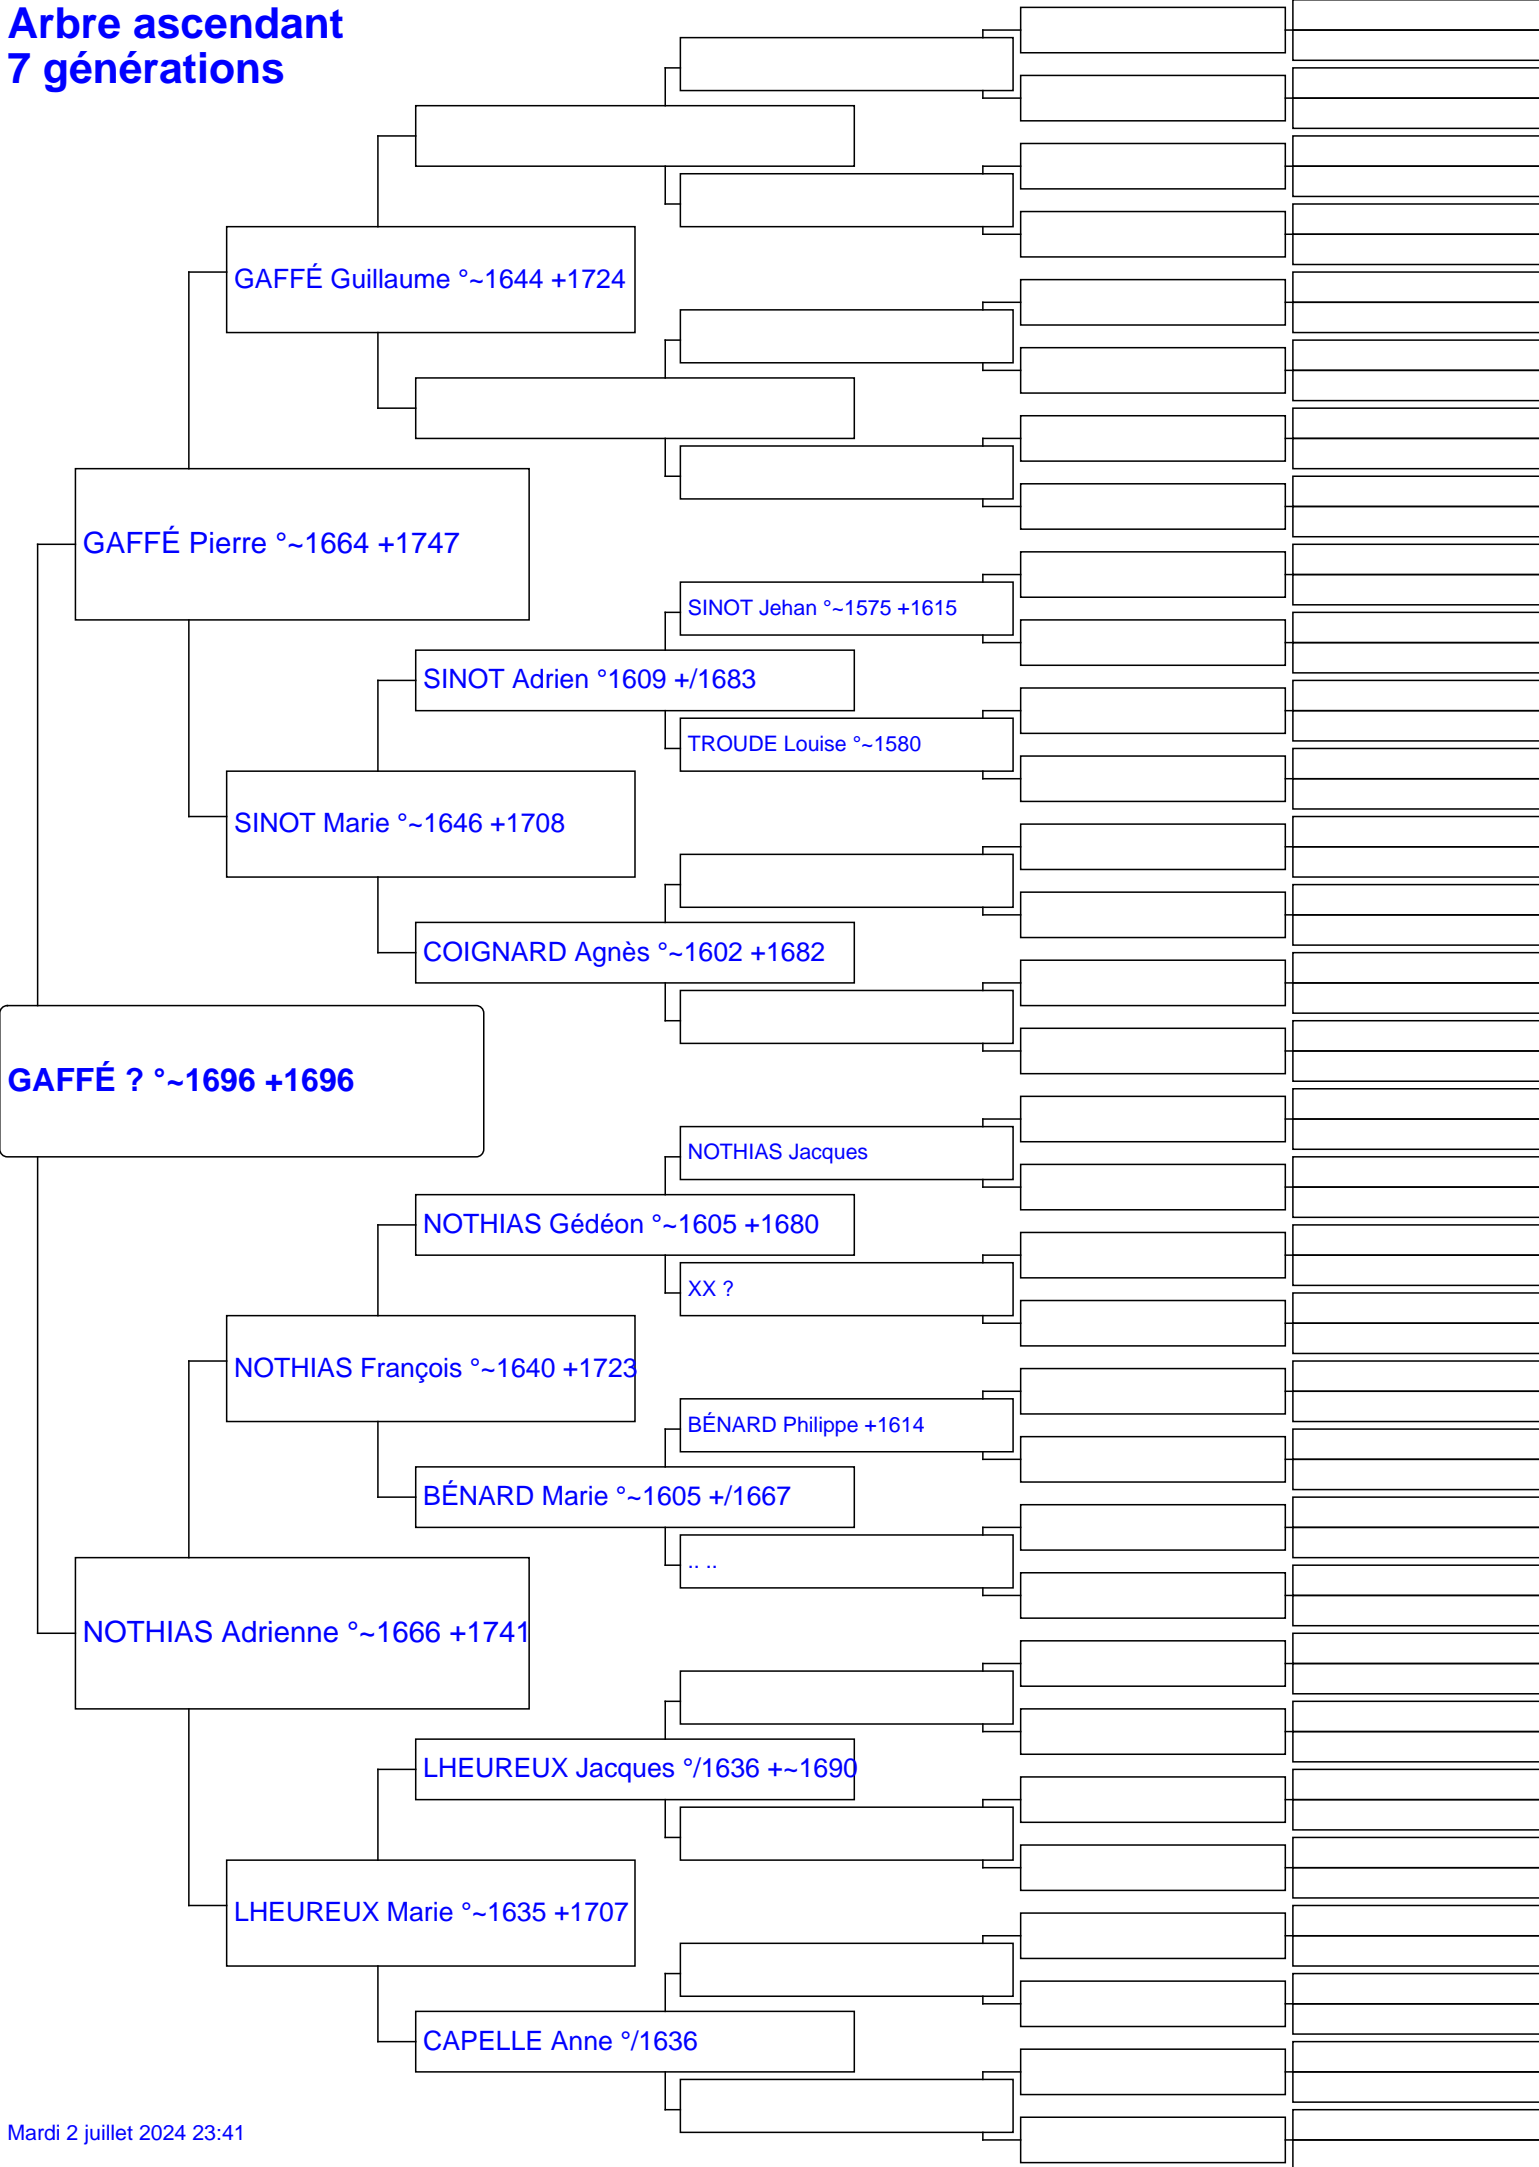 Arbre ascendant
7 générations
GAFFÉ Guillaume °~1644 +1724
GAFFÉ Pierre °~1664 +1747
SINOT Jehan °~1575 +1615
SINOT Adrien °1609 +/1683
TROUDE Louise °~1580
SINOT Marie °~1646 +1708
COIGNARD Agnès °~1602 +1682
GAFFÉ ? °~1696 +1696
NOTHIAS Jacques
NOTHIAS Gédéon °~1605 +1680
XX ?
NOTHIAS François °~1640 +1723
BÉNARD Philippe +1614
BÉNARD Marie °~1605 +/1667
.. ..
NOTHIAS Adrienne °~1666 +1741
LHEUREUX Jacques °/1636 +~1690
LHEUREUX Marie °~1635 +1707
CAPELLE Anne °/1636
Mardi 2 juillet 2024 23:41